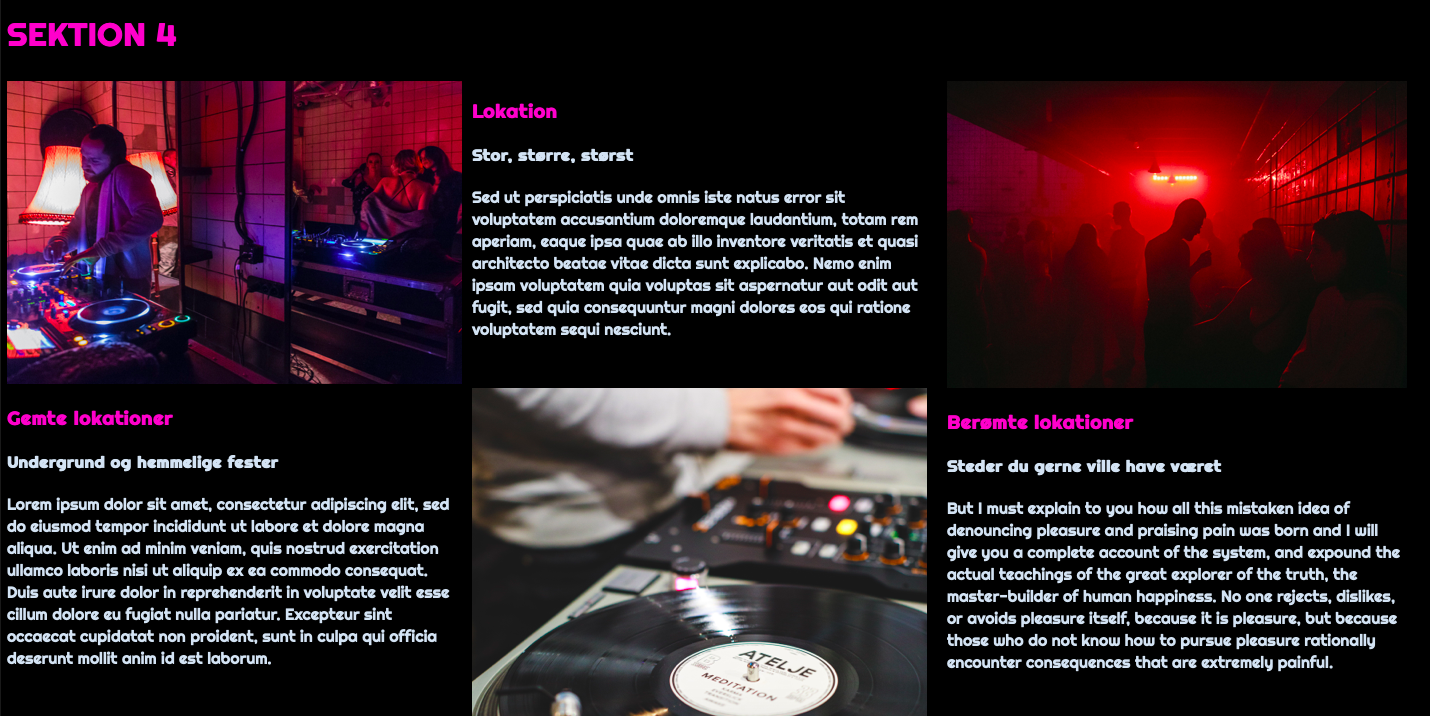 SEKTION 4
Gemte lokationer
Undergrund og hemmelige fester
Lorem ipsum dolor sit amet, consectetur adipiscing elit, sed
do eiusmod tempor incididunt ut labore et dolore magna
aliqua. Ut enim ad minim veniam, quis nostrud exercitation
ullamco laboris nisi ut aliquip ex ea commodo consequat.
Duis aute irure dolor in reprehenderit in voluptate velit esse
cillum dolore eu fugiat nulla pariatur. Excepteur sint
occaecat cupidatat non proident, sunt in culpa qui officia
deserunt mollit anim id est laborum.
Lokation
Stor, større, størst
Sed ut perspiciatis unde omnis iste natus error sit
voluptatem accusantium doloremque laudantium, totam rem
aperiam, eaque ipsa quae ab illo inventore veritatis et quasi
architecto beatae vitae dicta sunt explicabo. Nemo enim
ipsam voluptatem quia voluptas sit aspernatur aut odit aut
fugit, sed quia consequuntur magni dolores eos qui ratione
voluptatem sequi nesciunt.
ATELJE
MEDITATION
Berømte lokationer
Steder du gerne ville have været
But I must explain to you how all this mistaken idea of
denouncing pleasure and praising pain was born and I will
give you a complete account of the system, and expound the
actual teachings of the great explorer of the truth, the
master-builder of human happiness. No one rejects, dislikes,
or avoids pleasure itself, because it is pleasure, but because
those who do not know how to pursue pleasure rationally
encounter consequences that are extremely painful.